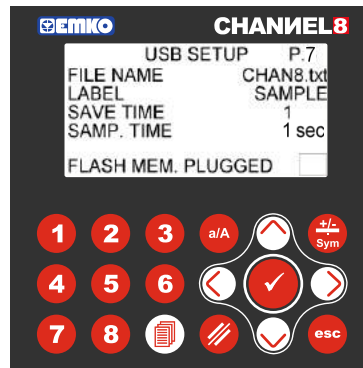 EMKO CHANNEL8
USB SETUP P.7
FILE NAME CHAN8.txt
LABEL SAMPLE
SAVE TIME 1
SAMP. TIME 1 sec
FLASH MEM. PLUGGED
1 2 3 a/A +/- Sym
4 5 6
7 8 esc